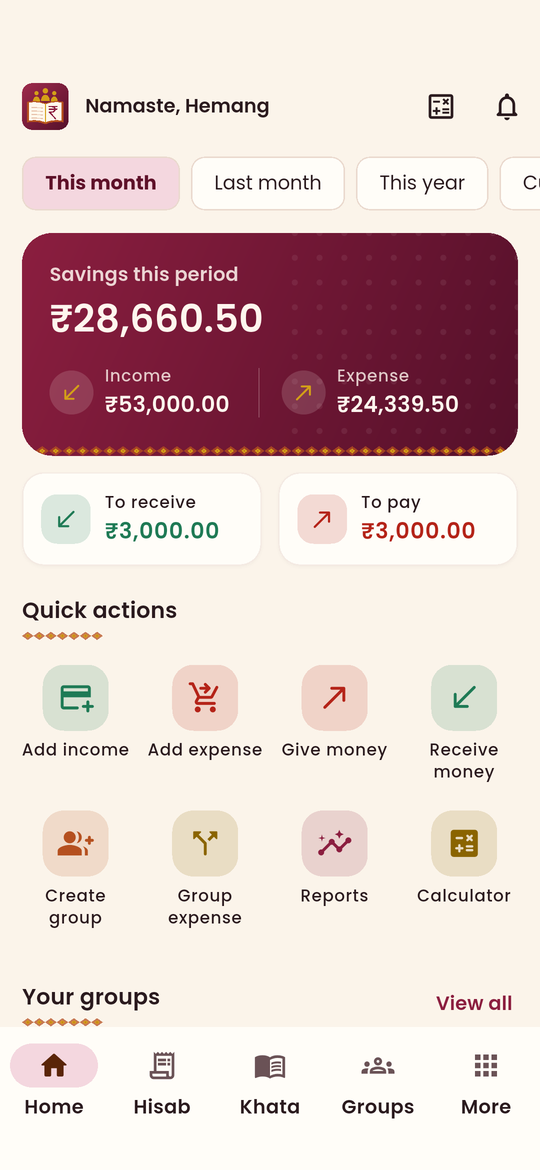 Namaste, Hemang
This month
Last month
This year
Savings this period
₹28,660.50
Income
₹53,000.00
Expense
₹24,339.50
To receive
₹3,000.00
To pay
₹3,000.00
Quick actions
Add income
Add expense
Give money
Receive
money
Create
group
Group
expense
Reports
Calculator
Your groups
View all
Home
Hisab
Khata
Groups
More